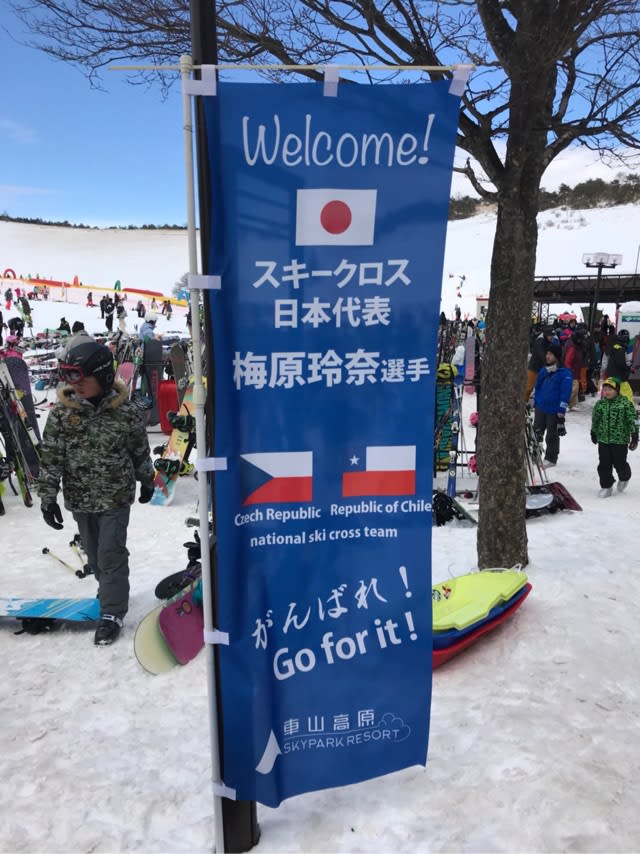 Welcome!
スキークロス
日本代表
梅原玲奈選手
Czech Republic Republic of Chile
national ski cross team
がんばれ!
Go for it!
車山高原
SKYPARK RESORT